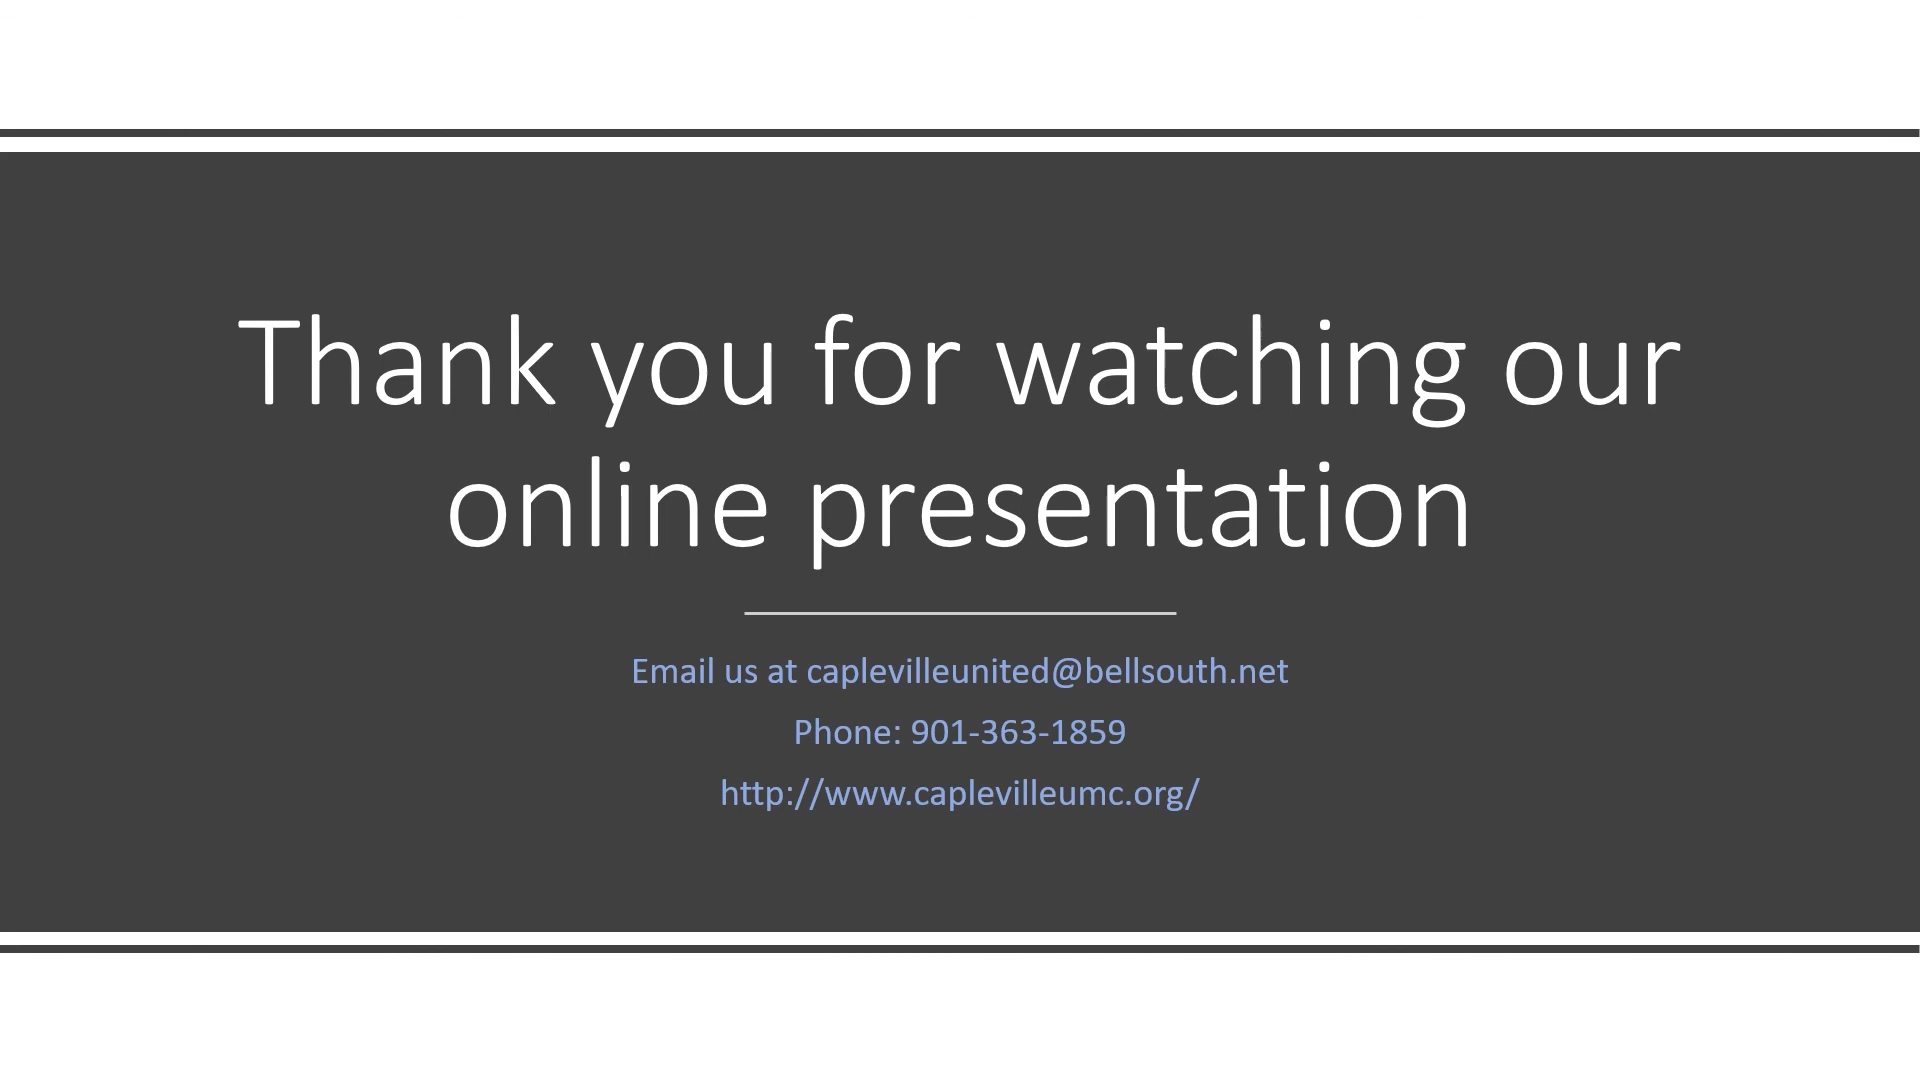 Thank you for watching our
online presentation
Email us at caplevilleunited@bellsouth.net
Phone: 901-363-1859
http://www.caplevilleumc.org/